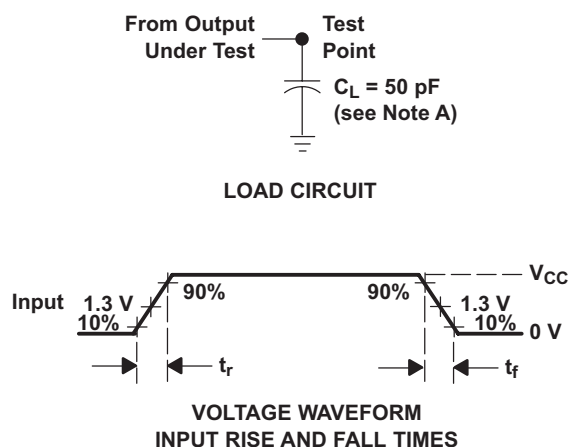 From Output
Under Test
Test
Point
CL = 50 pF
(see Note A)
LOAD CIRCUIT
Input
1.3 V
10%
90%
90%
1.3 V
10%
VCC
0 V
tr
tf
VOLTAGE WAVEFORM
INPUT RISE AND FALL TIMES